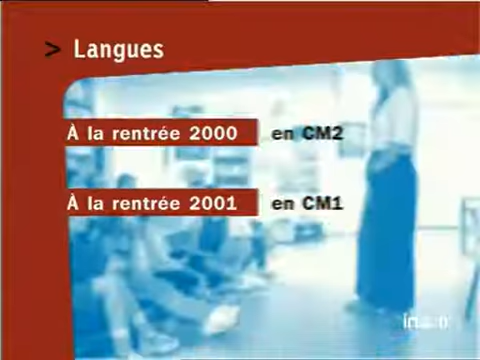 > Langues
À la rentrée 2000 en CM2
À la rentrée 2001 en CM1